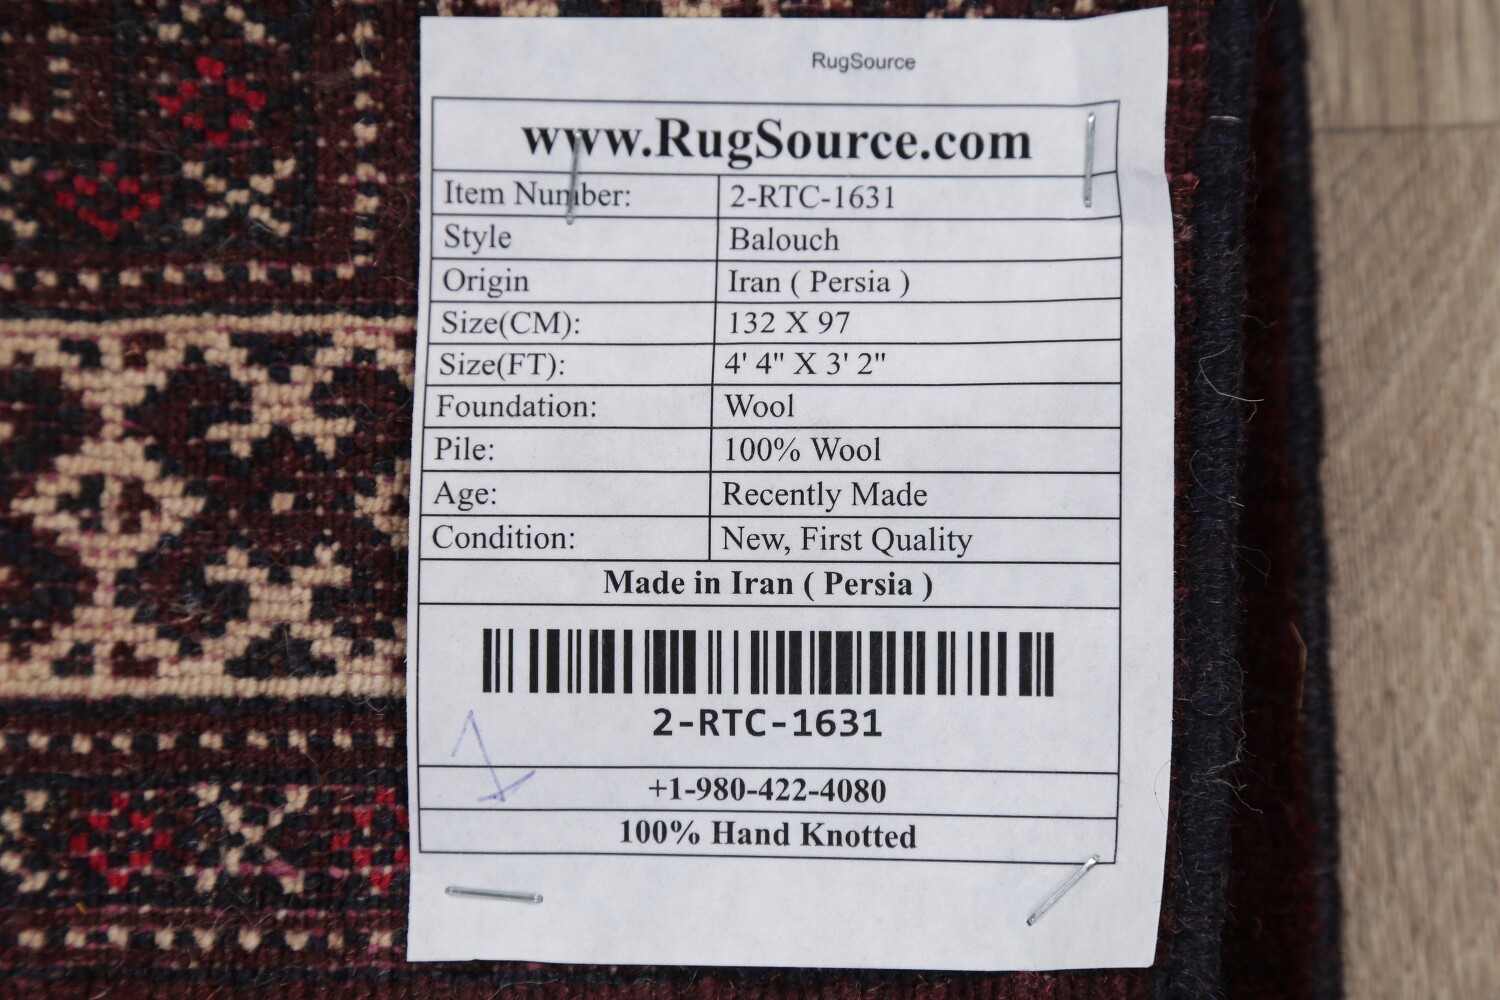 RugSource
www.RugSource.com
Item Number: 2-RTC-1631
Style Balouch
Origin Iran ( Persia )
Size(CM): 132 X 97
Size(FT): 4' 4" X 3' 2"
Foundation: Wool
Pile: 100% Wool
Age: Recently Made
Condition: New, First Quality
Made in Iran ( Persia )
2-RTC-1631
+1-980-422-4080
100% Hand Knotted